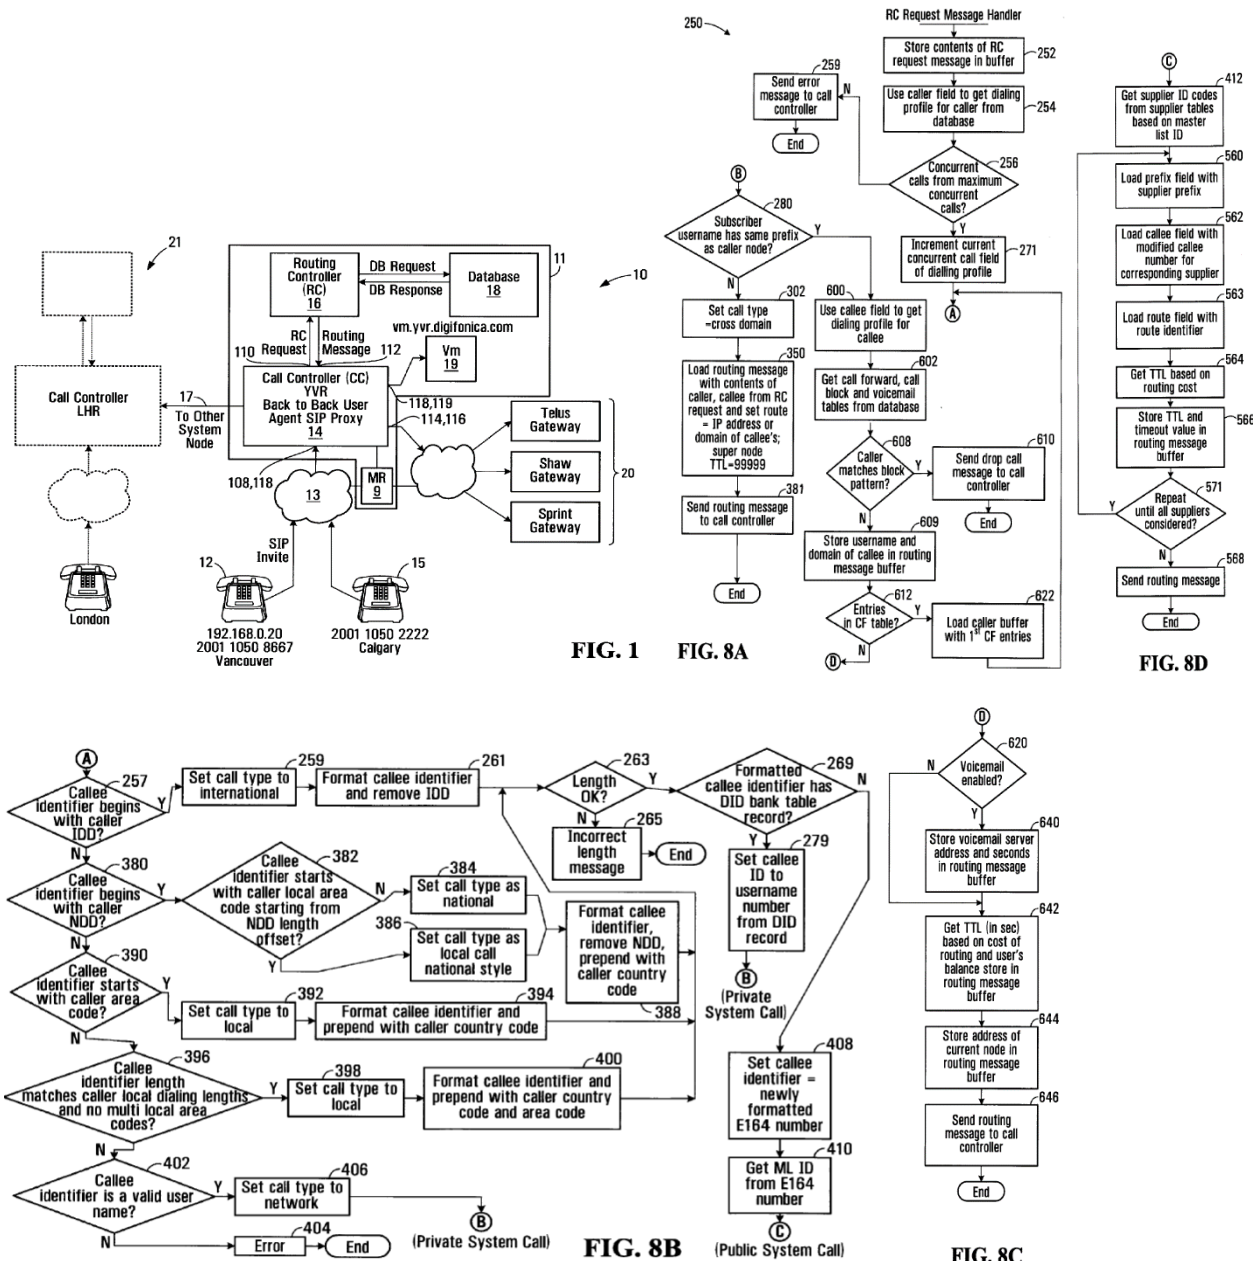 21
11
10
Routing
Controller
(RC)
16
DB Request
DB Response
Database
18
vm.yvr.digifonica.com
RC
Request
Routing
Message
110
112
Vm
19
Call Controller
LHR
17
To Other
System
Node
Call Controller (CC)
YVR
Back to Back User
Agent SIP Proxy
14
118,119
114,116
108,118
MR
9
13
Telus
Gateway
Shaw
Gateway
Sprint
Gateway
20
SIP
Invite
12
15
London
192.168.0.20
2001 1050 8667
Vancouver
2001 1050 2222
Calgary
FIG. 1
250
RC Request Message Handler
Store contents of RC
request message in buffer
252
Use caller field to get dialing
profile for caller from
database
254
259
Send error
message to call
controller
End
N
256
Concurrent
calls from maximum
concurrent
calls?
Y
Increment current
concurrent call field of
dialling profile
271
A
B
280
Subscriber
username has same prefix
as caller node?
Y
N
302
Set call type
=cross domain
350
Load routing message
with contents of
caller, callee from RC
request and set route
= IP address or
domain of callee's;
super node
TTL=99999
381
Send routing message
to call controller
End
600
Use callee field to get
dialing profile for
callee
602
Get call forward, call
block and voicemail
tables from database
608
Caller
matches block
pattern?
Y
N
610
Send drop call
message to call
controller
End
609
Store username and
domain of callee in routing
message buffer
612
Entries
in CF table?
Y
N
D
622
Load caller buffer
with 1st CF entries
FIG. 8A
C
412
Get supplier ID codes
from supplier tables
based on master
list ID
560
Load prefix field with
supplier prefix
562
Load callee field with
modified callee
number for
corresponding supplier
563
Load route field with
route identifier
564
Get TTL based on
routing cost
566
Store TTL and
timeout value in
routing message
buffer
571
Repeat
until all suppliers
considered?
Y
N
568
Send routing message
End
FIG. 8D
A
257
Callee
identifier begins
with caller
IDD?
Y
N
259
Set call type to
international
261
Format callee identifier
and remove IDD
263
Length
OK?
Y
N
265
Incorrect
length
message
End
269
Formatted
callee identifier has
DID bank table
record?
N
Y
279
Set callee
ID to
username
number
from DID
record
B
(Private
System Call)
380
Callee
identifier begins
with caller
NDD?
Y
N
382
Callee
identifier starts
with caller local area
code starting from
NDD length
offset?
N
Y
384
Set call type as
national
386
Set call type as
local call
national style
Format callee
identifier,
remove NDD,
prepend with
caller country
code
388
390
Callee
identifier starts
with caller area
code?
Y
N
392
Set call type to
local
394
Format callee identifier and
prepend with caller country code
396
Callee
identifier length
matches caller local dialing lengths
and no multi local area
codes?
Y
N
398
Set call type to
local
400
Format callee identifier and
prepend with caller country
code and area code
402
Callee
identifier is a valid user
name?
Y
N
406
Set call type to
network
B
(Private System Call)
404
Error
End
408
Set callee
identifier =
newly
formatted
E164 number
410
Get ML ID
from E164
number
C
(Public System Call)
FIG. 8B
D
620
Voicemail
enabled?
N
Y
640
Store voicemail server
address and seconds
in routing message
buffer
642
Get TTL (in sec)
based on cost of
routing and user's
balance store in
routing message
buffer
644
Store address of
current node in
routing message
buffer
646
Send routing
message to call
controller
End
FIG. 8C